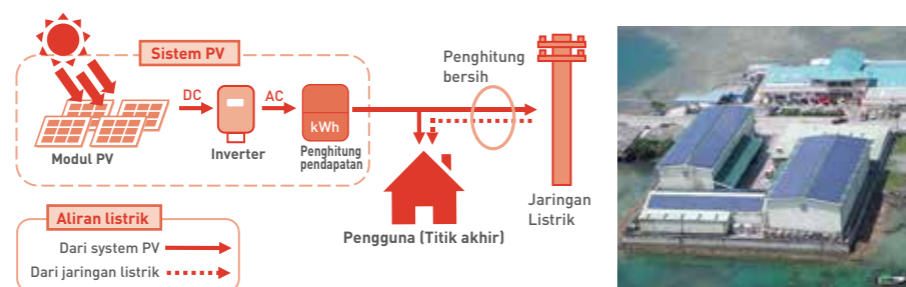 Sistem PV
DC
AC
kWh
Modul PV
Inverter
Penghitung
pendapatan
Penghitung
bersih
Jaringan
Listrik
Pengguna (Titik akhir)
Aliran listrik
Dari system PV
Dari jaringan listrik